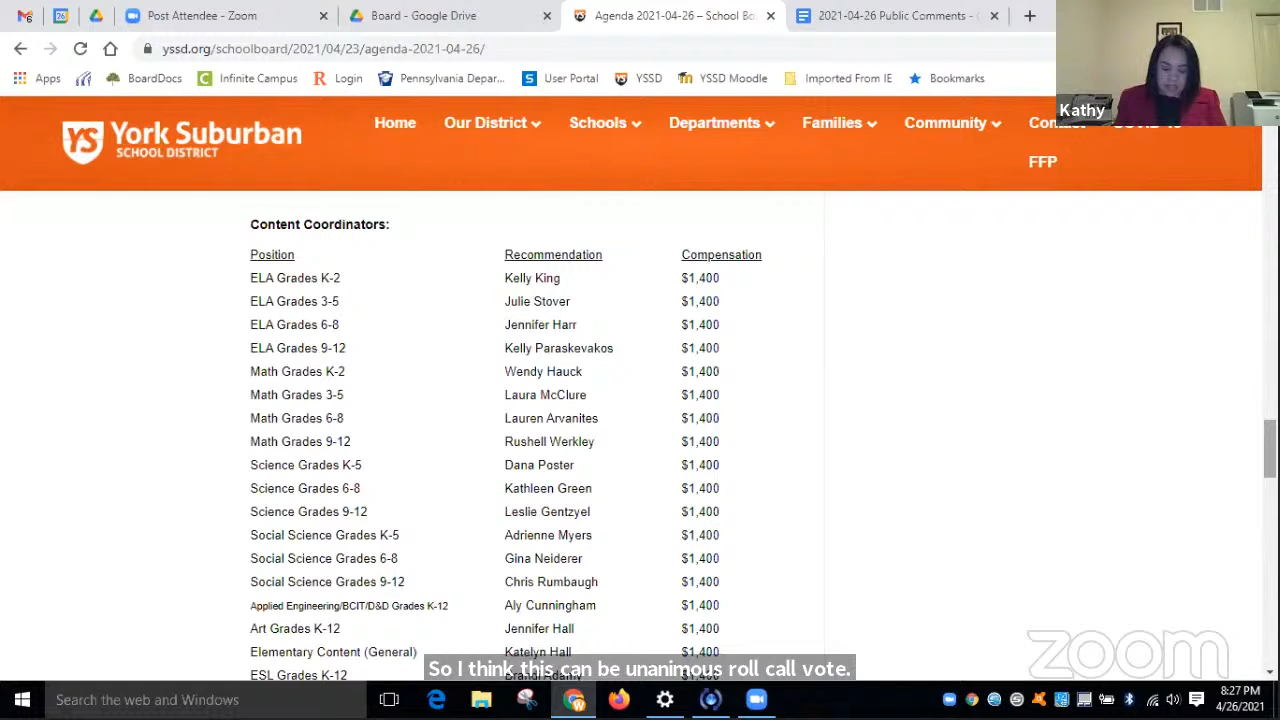 Post Attendee - Zoom
Board - Google Drive
Agenda 2021-04-26 – School Bo
2021-04-26 Public Comments -
yssd.org/schoolboard/2021/04/23/agenda-2021-04-26/
Apps BoardDocs Infinite Campus Login Pennsylvania Depar... User Portal YSSD YSSD Moodle Imported From IE Bookmarks
Kathy
YS York Suburban
SCHOOL DISTRICT
Home Our District Schools Departments Families Community
FFP
Content Coordinators:
Position Recommendation Compensation
ELA Grades K-2 Kelly King $1,400
ELA Grades 3-5 Julie Stover $1,400
ELA Grades 6-8 Jennifer Harr $1,400
ELA Grades 9-12 Kelly Paraskevakos $1,400
Math Grades K-2 Wendy Hauck $1,400
Math Grades 3-5 Laura McClure $1,400
Math Grades 6-8 Lauren Arvanites $1,400
Math Grades 9-12 Rushell Werkley $1,400
Science Grades K-5 Dana Poster $1,400
Science Grades 6-8 Kathleen Green $1,400
Science Grades 9-12 Leslie Gentzyel $1,400
Social Science Grades K-5 Adrienne Myers $1,400
Social Science Grades 6-8 Gina Neiderer $1,400
Social Science Grades 9-12 Chris Rumbaugh $1,400
Applied Engineering/BCIT/D&D Grades K-12 Aly Cunningham $1,400
Art Grades K-12 Jennifer Hall $1,400
Elementary Content (General) Katelyn Hall $1,400
ESL Grades K-12
So I think this can be unanimous roll call vote.
zoom
Search the web and Windows
8:27 PM
4/26/2021